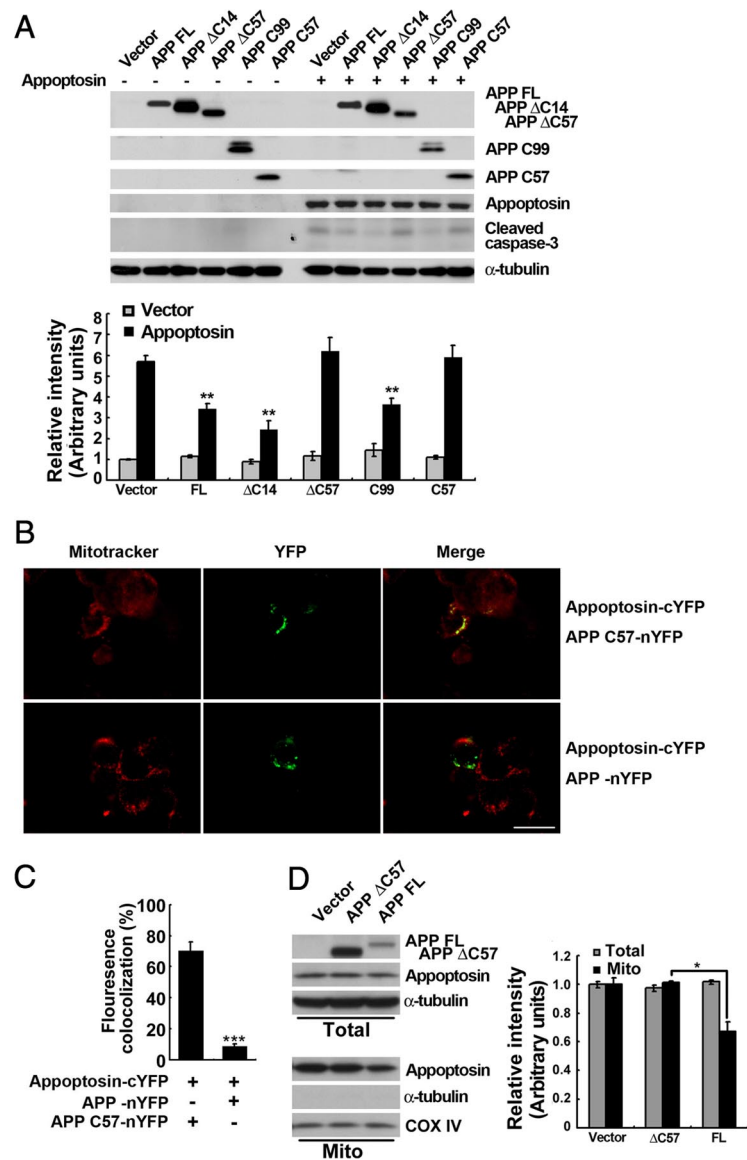 A
Vector APP FL APP ΔC14 APP ΔC57 APP C99 APP C57 Vector APP FL APP ΔC14 APP ΔC57 APP C99 APP C57
Appoptosin - - - - - - + + + + + +
APP FL
APP ΔC14
APP ΔC57
APP C99
APP C57
Appoptosin
Cleaved
caspase-3
α-tubulin
Relative intensity
(Arbitrary units)
Vector
Appoptosin
8
7
6
5
4
3
2
1
0
** ** **
Vector FL ΔC14 ΔC57 C99 C57
B
Mitotracker YFP Merge
Appoptosin-cYFP
APP C57-nYFP
Appoptosin-cYFP
APP -nYFP
C
Flouresence
colocolization (%)
100
80
60
40
20
0
***
Appoptosin-cYFP + +
APP -nYFP - +
APP C57-nYFP + -
D
Vector APP ΔC57 APP FL
APP FL
APP ΔC57
Appoptosin
α-tubulin
Total
Appoptosin
α-tubulin
COX IV
Mito
Relative intensity
(Arbitrary units)
Total
Mito
1.2
1
0.8
0.6
0.4
0.2
0
*
Vector ΔC57 FL